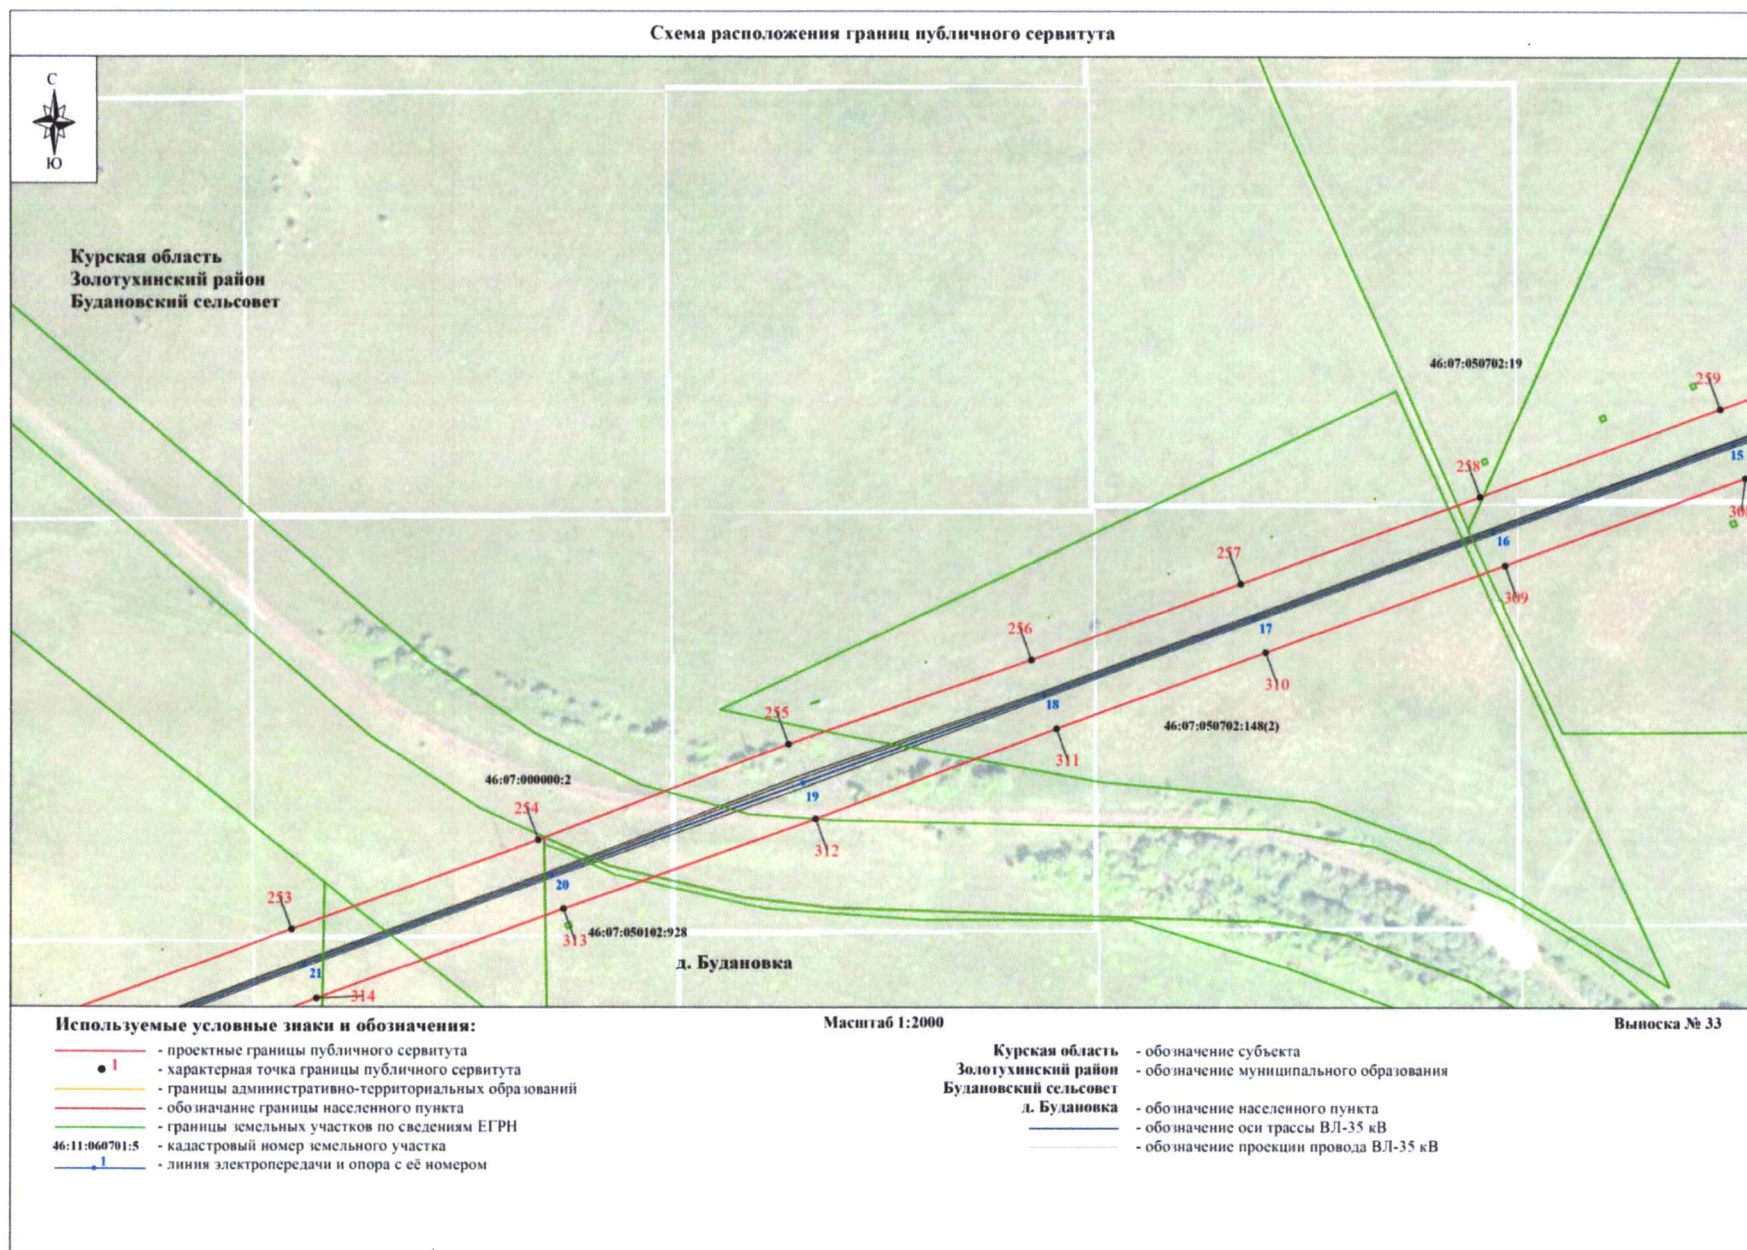 Схема расположения границ публичного сервитута
С
Ю
Курская область
Золотухинский район
Будановский сельсовет
46:07:050702:19
259
15
258
16
257
309
17
256
310
18
46:07:050702:148(2)
255
311
46:07:000000:2
19
254
312
20
253
313
46:07:050102:928
21
д. Будановка
314
Используемые условные знаки и обозначения:
Масштаб 1:2000
Выноска № 33
- проектные границы публичного сервитута
1 - характерная точка границы публичного сервитута
- границы административно-территориальных образований
- обозначание границы населенного пункта
- границы земельных участков по сведениям ЕГРН
46:11:060701:5 - кадастровый номер земельного участка
1 - линия электропередачи и опора с её номером
Курская область - обозначение субъекта
Золотухинский район - обозначение муниципального образования
Будановский сельсовет
д. Будановка - обозначение населенного пункта
- обозначение оси трассы ВЛ-35 кВ
- обозначение проекции провода ВЛ-35 кВ